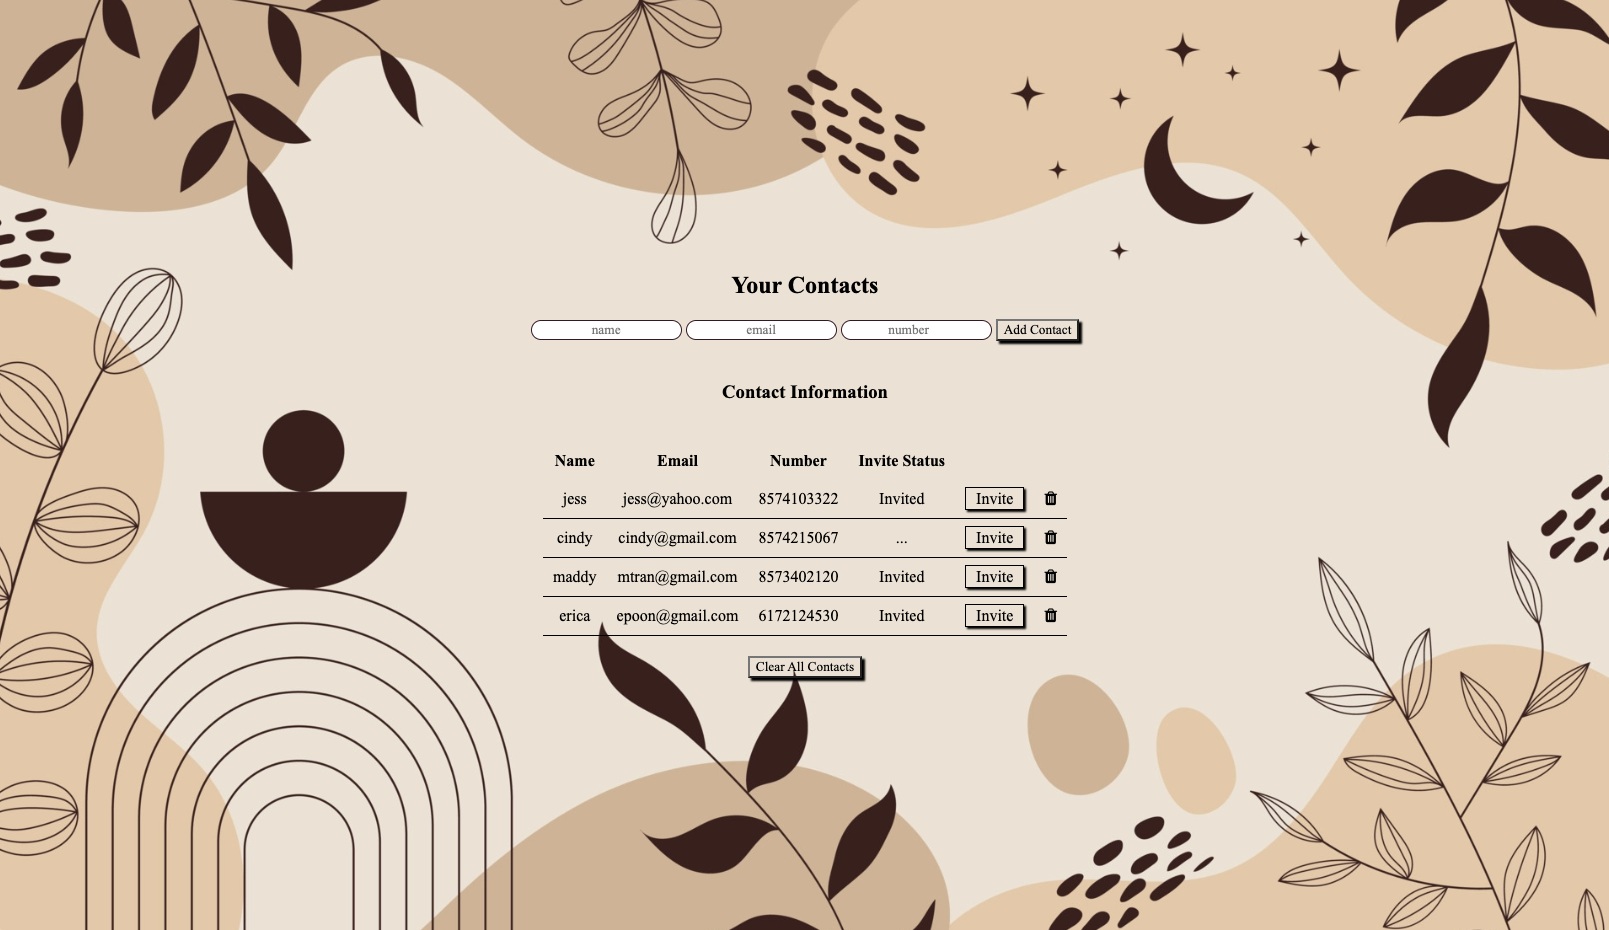 Your Contacts
name email number Add Contact
Contact Information
Name Email Number Invite Status
jess jess@yahoo.com 8574103322 Invited Invite
cindy cindy@gmail.com 8574215067 ... Invite
maddy mtran@gmail.com 8573402120 Invited Invite
erica epoon@gmail.com 6172124530 Invited Invite
Clear All Contacts